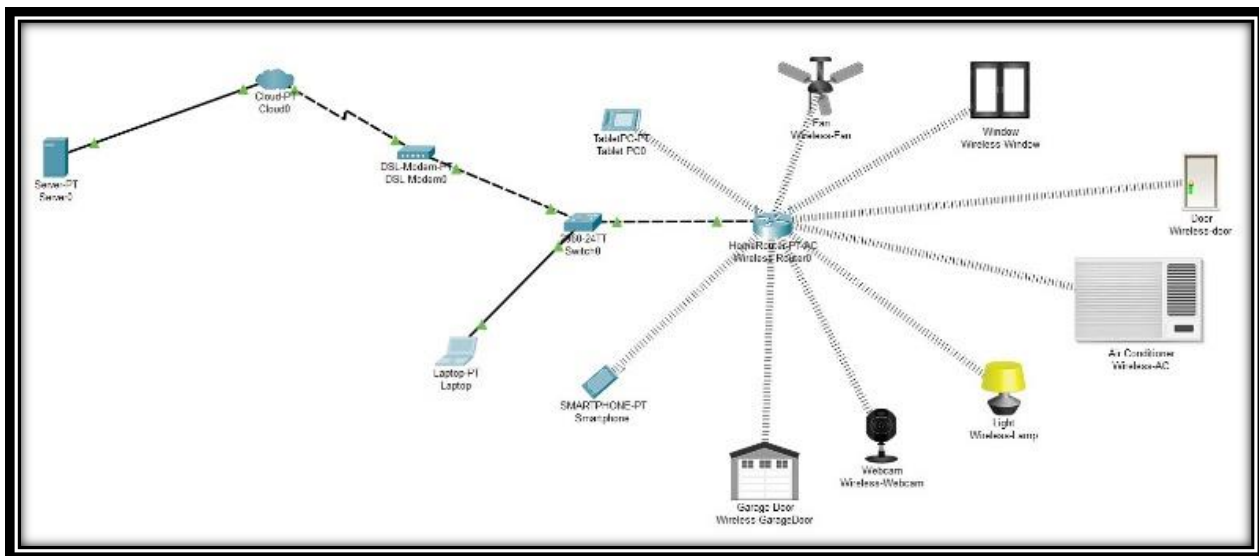 Cloud-PT
Cloud0
Server-PT
Server0
DSL-Modem-PT
DSL Modem0
TabletPC-PT
Tablet PC0
Fan
Wireless-Fan
Window
Wireless-Window
Door
Wireless-door
2960-24TT
Switch0
HomeRouter-PT-AC
Wireless Router0
Laptop-PT
Laptop
SMARTPHONE-PT
Smartphone
Air Conditioner
Wireless-AC
Light
Wireless-Lamp
Webcam
Wireless-Webcam
Garage Door
Wireless-GarageDoor